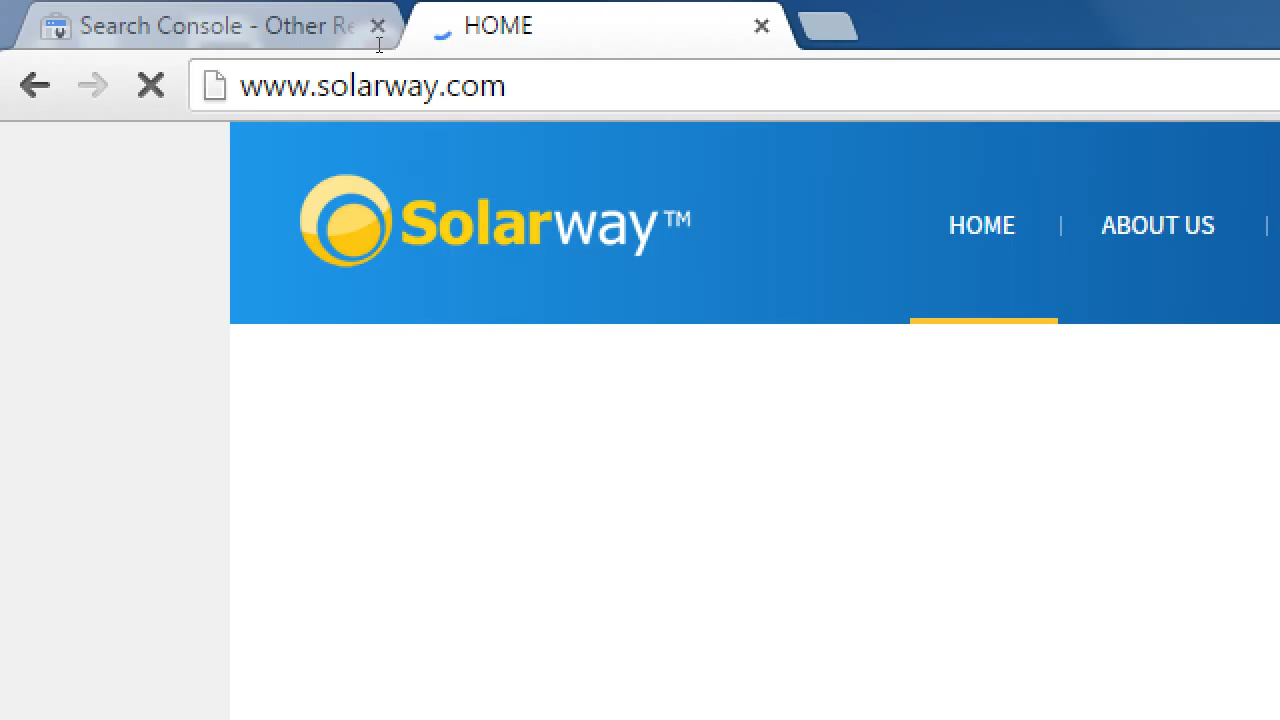 Search Console - Other Re
HOME
www.solarway.com
Solarway™
HOME | ABOUT US |